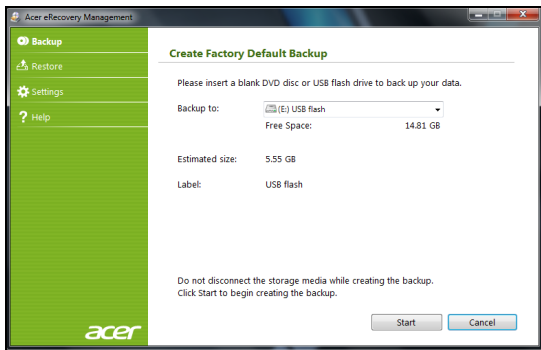 Acer eRecovery Management
Backup
Restore
Settings
? Help
Create Factory Default Backup
Please insert a blank DVD disc or USB flash drive to back up your data.
Backup to: (E:) USB flash
Free Space: 14.81 GB
Estimated size: 5.55 GB
Label: USB flash
Do not disconnect the storage media while creating the backup.
Click Start to begin creating the backup.
Start Cancel
acer